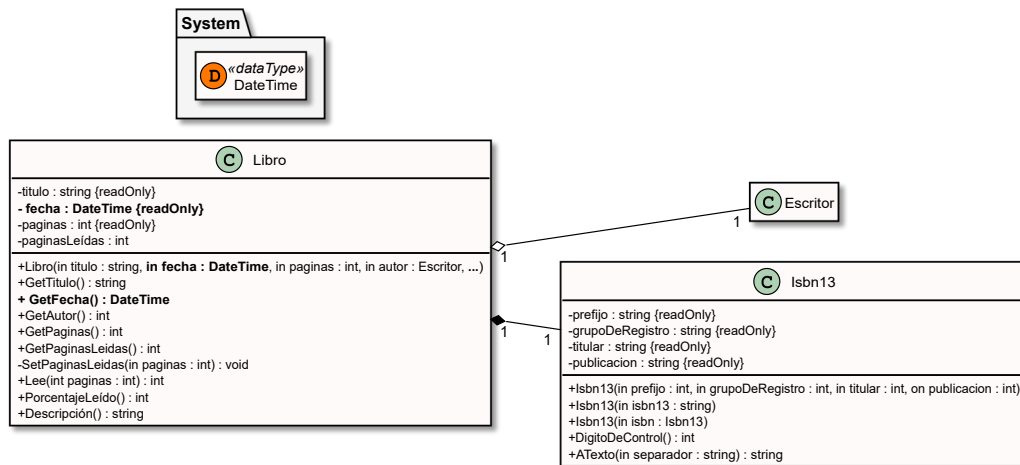 System
D «dataType»
DateTime
C Libro
-titulo : string {readOnly}
- fecha : DateTime {readOnly}
-paginas : int {readOnly}
-paginasLeídas : int
+Libro(in titulo : string, in fecha : DateTime, in paginas : int, in autor : Escritor, ...)
+GetTitulo() : string
+ GetFecha() : DateTime
+GetAutor() : int
+GetPaginas() : int
+GetPaginasLeidas() : int
-SetPaginasLeidas(in paginas : int) : void
+Lee(int paginas : int) : int
+PorcentajeLeído() : int
+Descripción() : string
1
1
C Escritor
1
1
C Isbn13
-prefijo : string {readOnly}
-grupoDeRegistro : string {readOnly}
-titular : string {readOnly}
-publicacion : string {readOnly}
+Isbn13(in prefijo : int, in grupoDeRegistro : int, in titular : int, on publicacion : int)
+Isbn13(in isbn13 : string)
+Isbn13(in isbn : Isbn13)
+DigitoDeControl() : int
+ATexto(in separador : string) : string